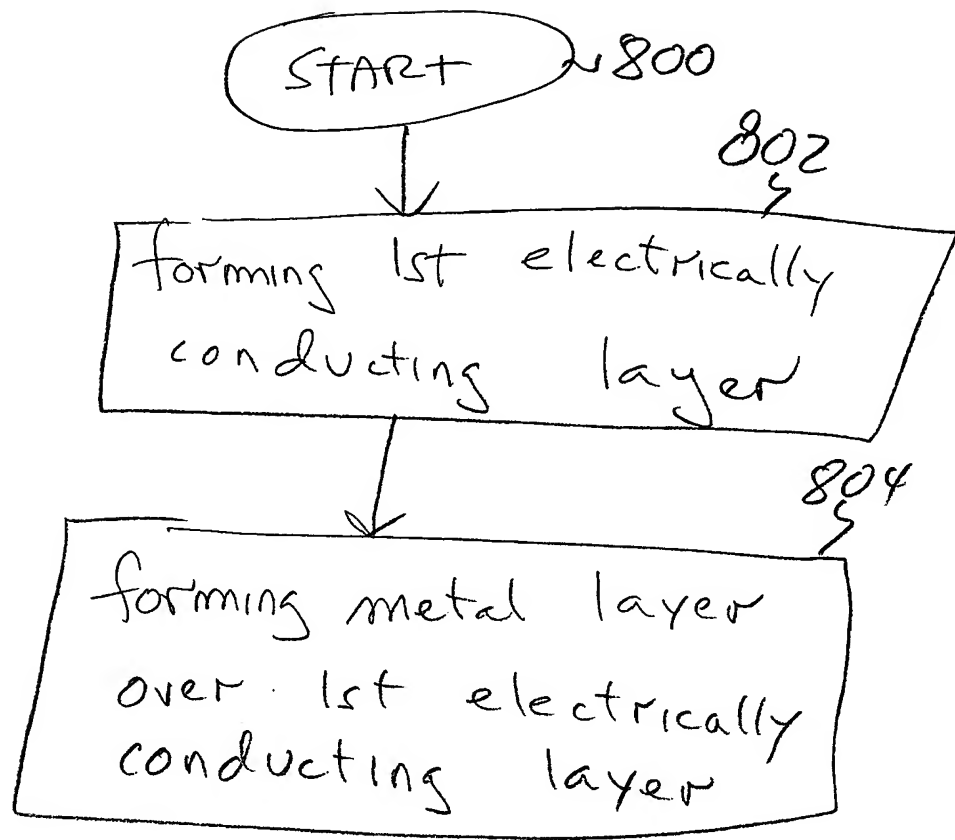 START 800
802
forming 1st electrically
conducting layer
804
forming metal layer
over 1st electrically
conducting layer